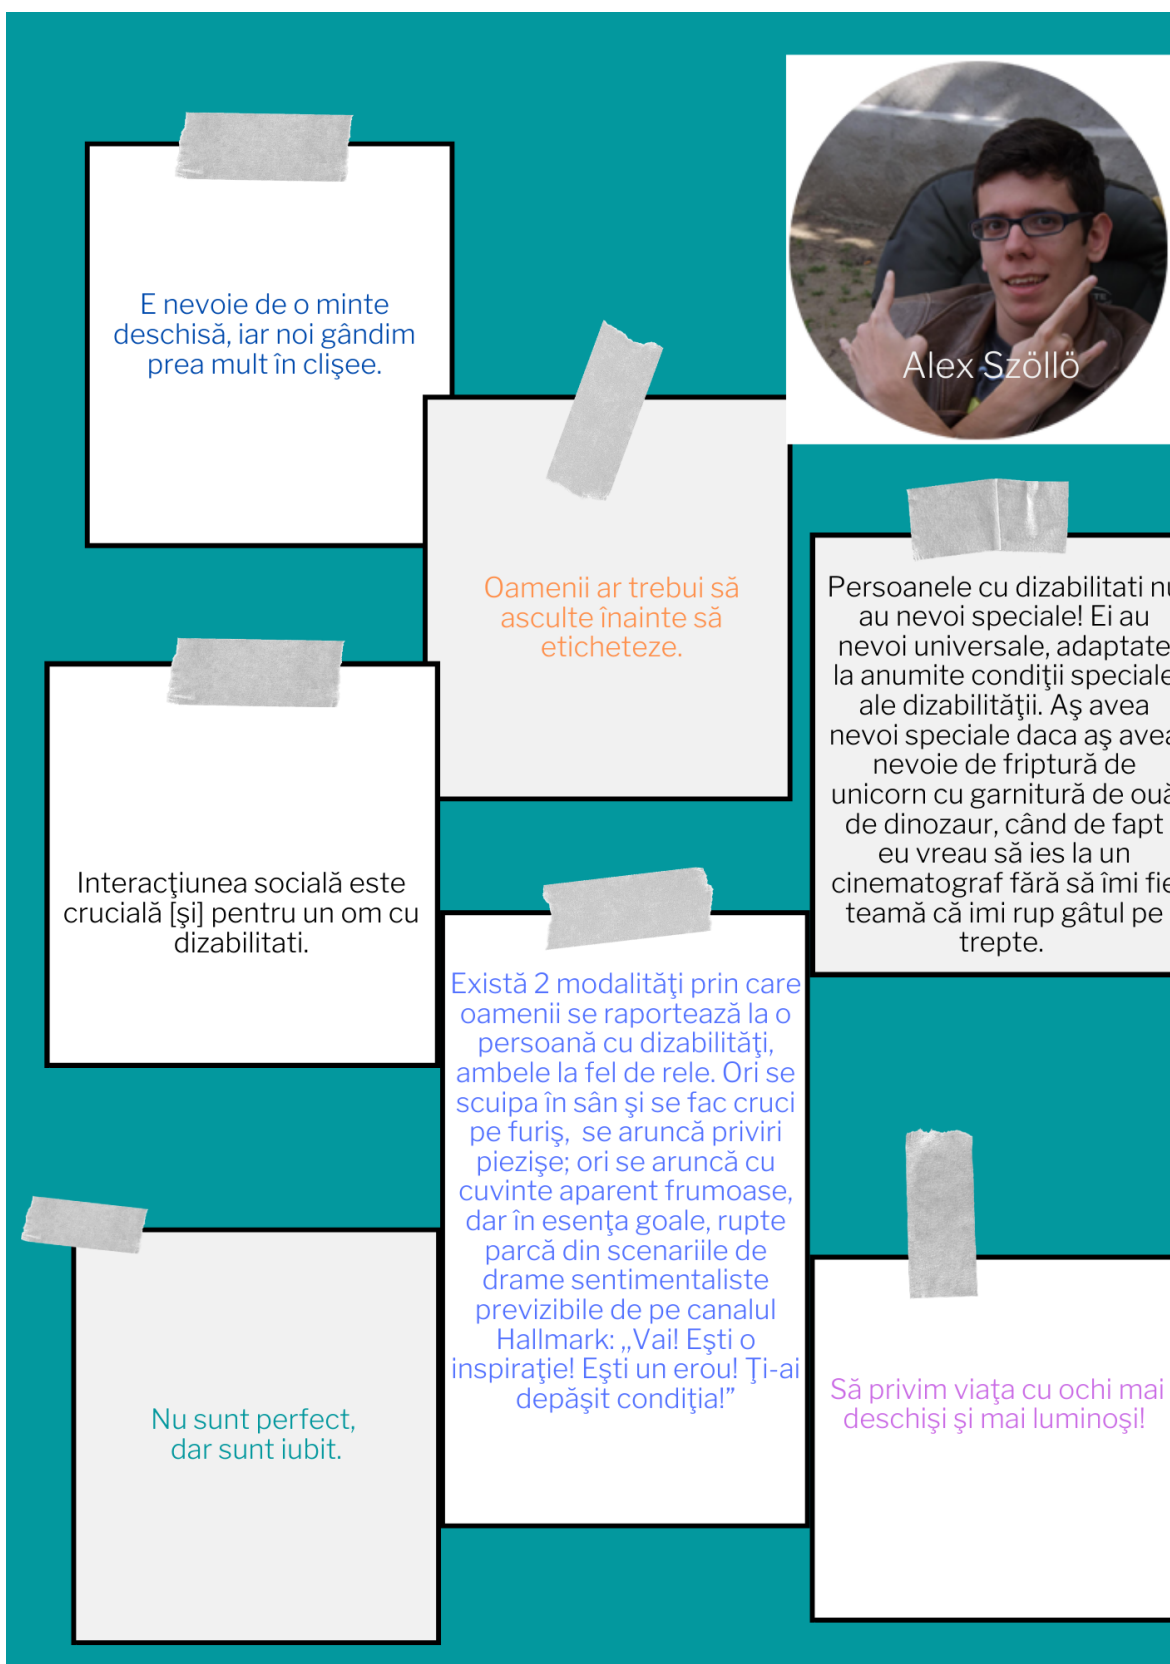 Alex Szöllö
E nevoie de o minte
deschisă, iar noi gândim
prea mult în clişee.
Oamenii ar trebui să
asculte înainte să
eticheteze.
Persoanele cu dizabilitati nu
au nevoi speciale! Ei au
nevoi universale, adaptate
la anumite condiţii speciale
ale dizabilităţii. Aş avea
nevoi speciale daca aş avea
nevoie de friptură de
unicorn cu garnitură de ouă
de dinozaur, când de fapt
eu vreau să ies la un
cinematograf fără să îmi fie
teamă că imi rup gâtul pe
trepte.
Interacţiunea socială este
crucială [şi] pentru un om cu
dizabilitati.
Există 2 modalităţi prin care
oamenii se raportează la o
persoană cu dizabilităţi,
ambele la fel de rele. Ori se
scuipa în sân şi se fac cruci
pe furiş, se aruncă priviri
piezişe; ori se aruncă cu
cuvinte aparent frumoase,
dar în esenţa goale, rupte
parcă din scenariile de
drame sentimentaliste
previzibile de pe canalul
Hallmark: „Vai! Eşti o
inspiraţie! Eşti un erou! Ţi-ai
depăşit condiţia!”
Nu sunt perfect,
dar sunt iubit.
Să privim viaţa cu ochi mai
deschişi şi mai luminoşi!